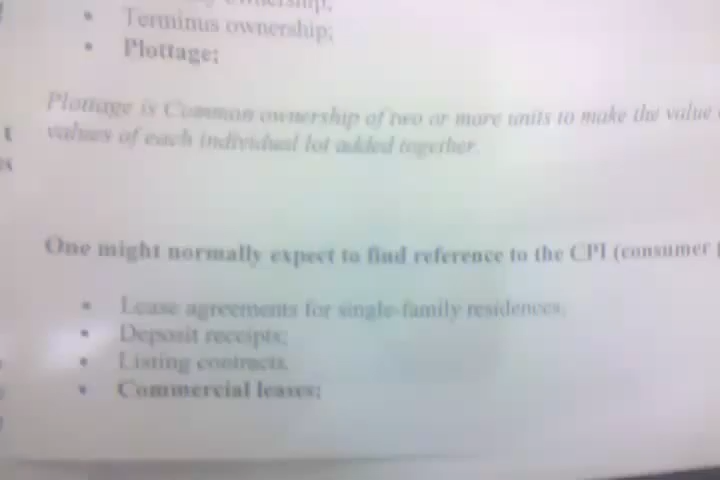 ownership;
Terminus ownership;
Plottage;
Plottage is Common ownership of two or more units to make the value
values of each individual lot added together.
One might normally expect to find reference to the CPI (consumer
Lease agreements for single-family residences;
Deposit receipts;
Listing contracts.
Commercial leases;